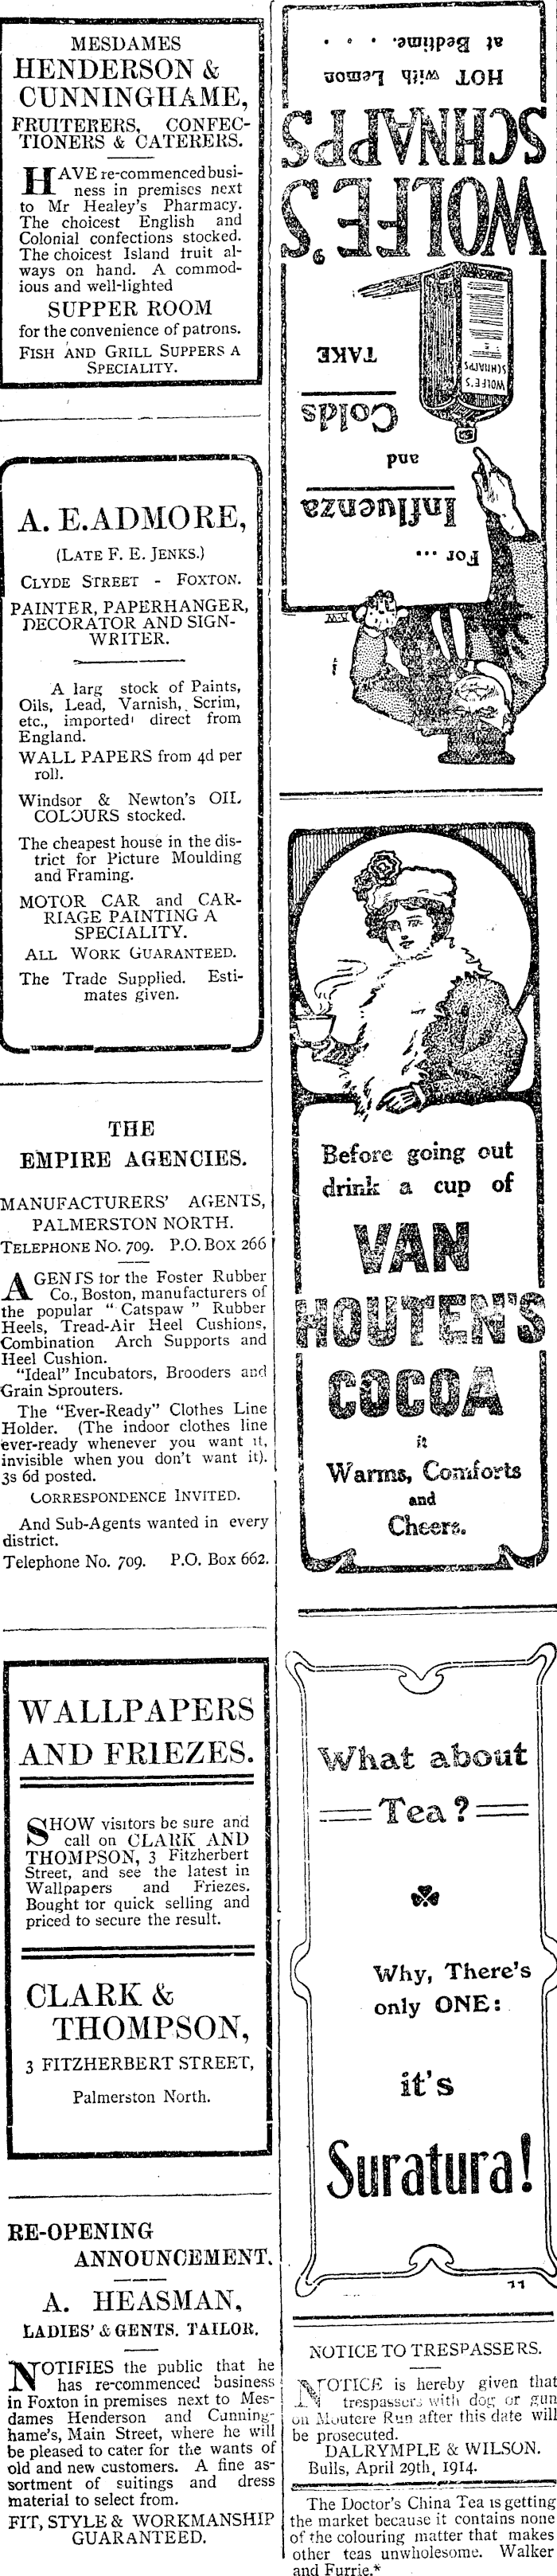 MESDAMES
HENDERSON &
CUNNINGHAME,
FRUITERERS, CONFEC-
TIONERS & CATERERS.
HAVE re-commenced busi-
ness in premises next
to Mr Healey's Pharmacy.
The choicest English and
Colonial confections stocked.
The choicest Island fruit al-
ways on hand. A commod-
ious and well-lighted
SUPPER ROOM
for the convenience of patrons.
FISH AND GRILL SUPPERS A
SPECIALITY.
A. E. ADMORE,
(LATE F. E. JENKS.)
CLYDE STREET - FOXTON.
PAINTER, PAPERHANGER,
DECORATOR AND SIGN-
WRITER.
A larg stock of Paints,
Oils, Lead, Varnish, Scrim,
etc., imported direct from
England.
WALL PAPERS from 4d per
roll.
Windsor & Newton's OIL
COLOURS stocked.
The cheapest house in the dis-
trict for Picture Moulding
and Framing.
MOTOR CAR and CAR-
RIAGE PAINTING A
SPECIALITY.
ALL WORK GUARANTEED.
The Trade Supplied. Esti-
mates given.
THE
EMPIRE AGENCIES.
MANUFACTURERS' AGENTS,
PALMERSTON NORTH.
TELEPHONE NO. 709. P.O. BOX 266
AGENTS for the Foster Rubber
Co., Boston, manufacturers of
the popular "Catspaw" Rubber
Heels, Tread-Air Heel Cushions,
Combination Arch Supports and
Heel Cushion.
"Ideal" Incubators, Brooders and
Grain Sprouters.
The "Ever-Ready" Clothes Line
Holder. (The indoor clothes line
ever-ready whenever you want it,
invisible when you don't want it).
3s 6d posted.
CORRESPONDENCE INVITED.
And Sub-Agents wanted in every
district.
Telephone No. 709. P.O. Box 662.
WALLPAPERS
AND FRIEZES.
SHOW visitors be sure and
call on CLARK AND
THOMPSON, 3 Fitzherbert
Street, and see the latest in
Wallpapers and Friezes.
Bought for quick selling and
priced to secure the result.
CLARK &
THOMPSON,
3 FITZHERBERT STREET,
Palmerston North.
RE-OPENING
ANNOUNCEMENT.
A. HEASMAN,
LADIES' & GENTS. TAILOR,
NOTIFIES the public that he
has re-commenced business
in Foxton in premises next to Mes-
dames Henderson and Cunning-
hame's, Main Street, where he will
be pleased to cater for the wants of
old and new customers. A fine as-
sortment of suitings and dress
material to select from.
FIT, STYLE & WORKMANSHIP
GUARANTEED.
For ...
Influenza
and
Colds
TAKE
WOLFE'S
SCHNAPPS
WOLFE'S
SCHNAPPS
HOT with Lemon
at Bedtime. . . .
Before going out
drink a cup of
VAN
HOUTEN'S
COCOA
it
Warms, Comforts
and
Cheers.
What about
Tea?
Why, There's
only ONE:
it's
Suratura!
11
NOTICE TO TRESPASSERS.
NOTICE is hereby given that
trespassers with dog or gun
on Moutere Run after this date will
be prosecuted.
DALRYMPLE & WILSON.
Bulls, April 29th, 1914.
The Doctor's China Tea is getting
the market because it contains none
of the colouring matter that makes
other teas unwholesome. Walker
and Furrie.*